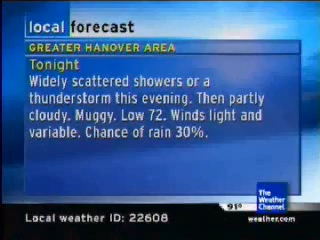 local forecast
GREATER HANOVER AREA
Tonight
Widely scattered showers or a
thunderstorm this evening. Then partly
cloudy. Muggy. Low 72. Winds light and
variable. Chance of rain 30%.
The
Weather
Channel
91°
weather.com
Local weather ID: 22608